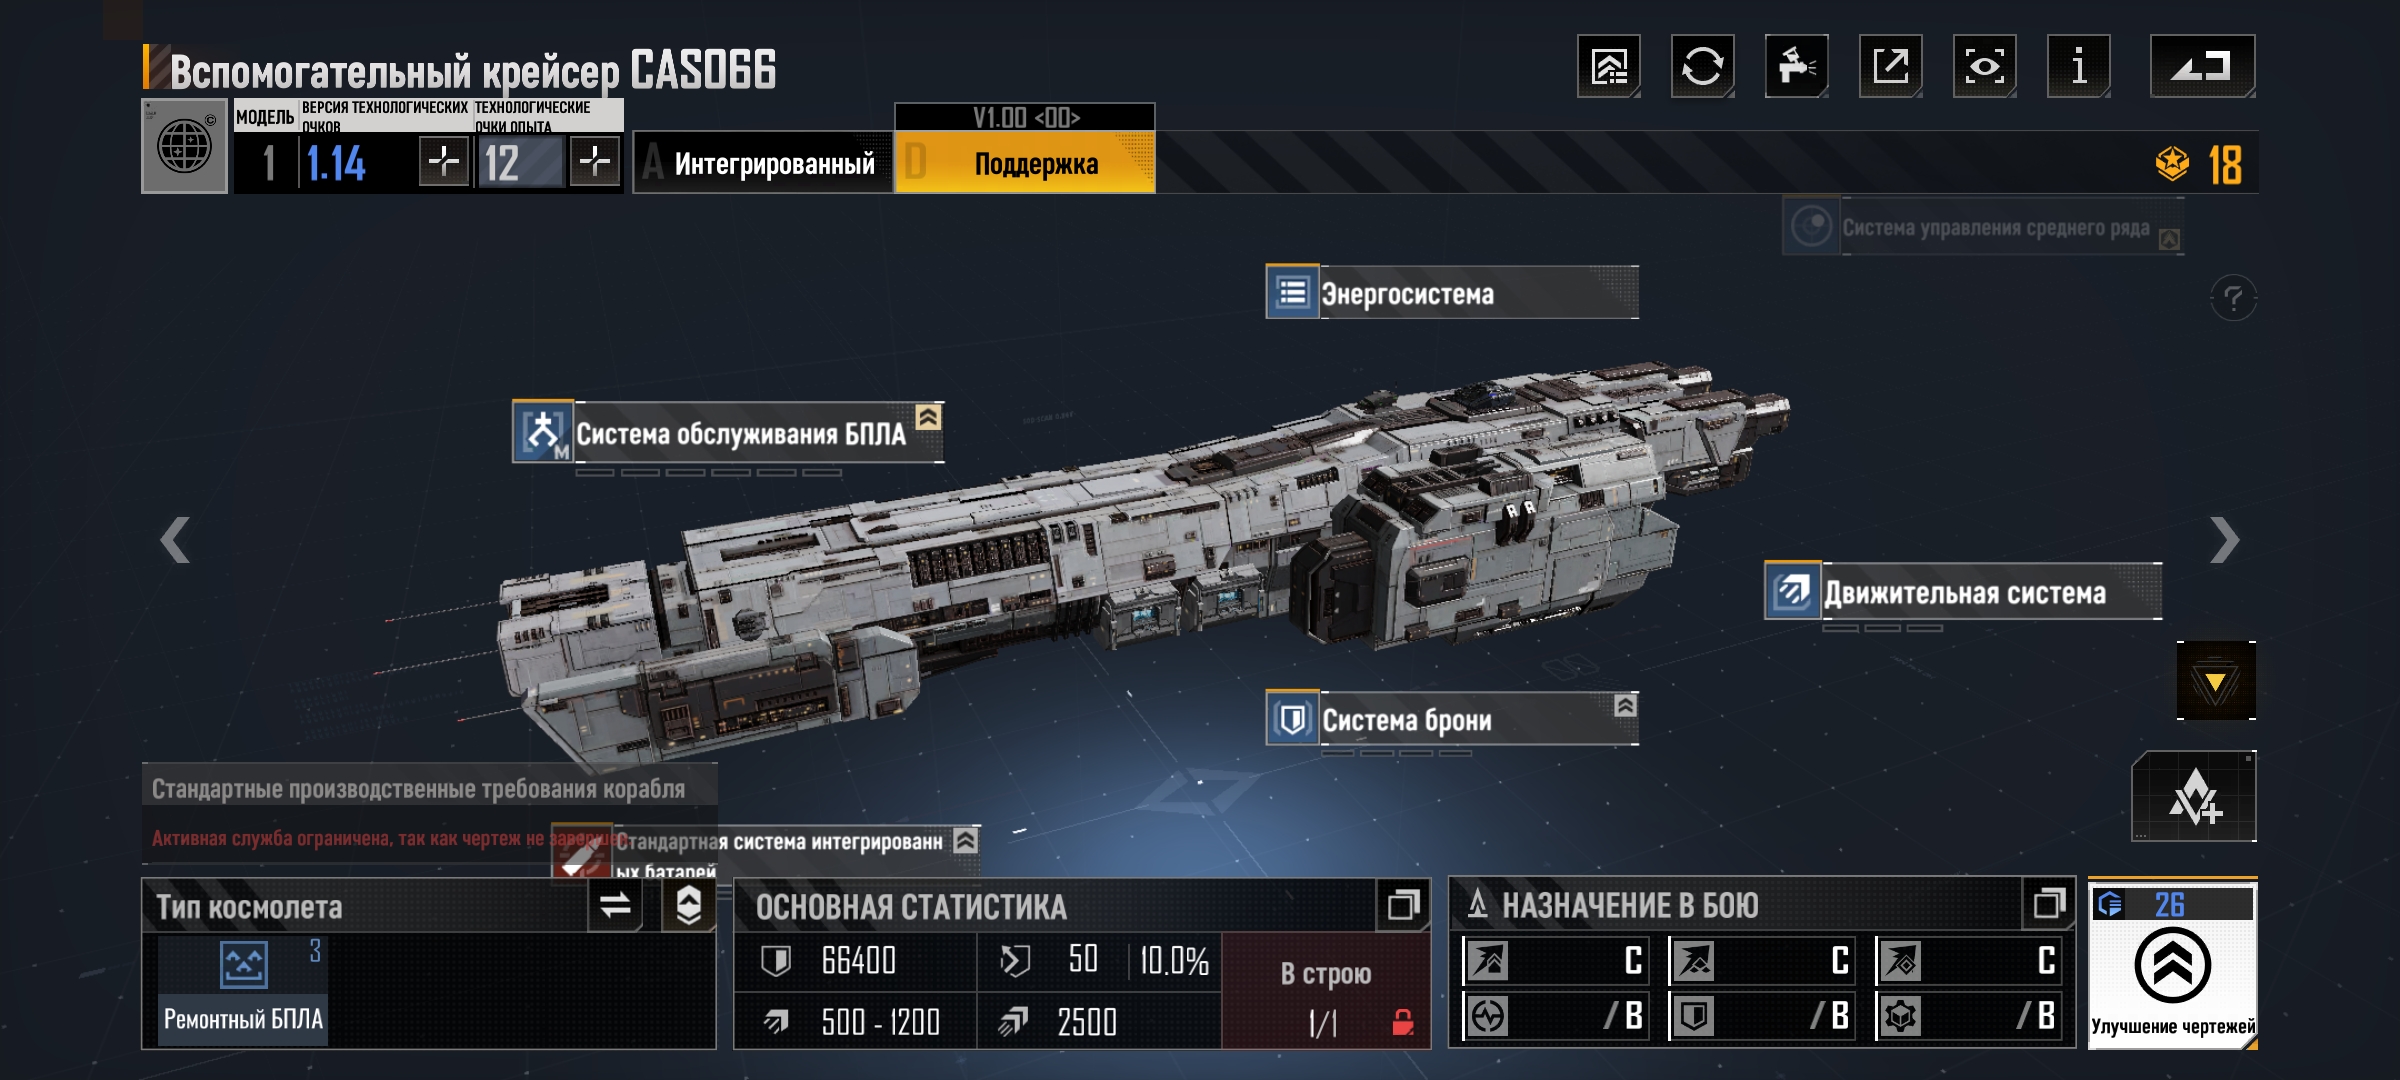 Вспомогательный крейсер CAS066
МОДЕЛЬ
ВЕРСИЯ ТЕХНОЛОГИЧЕСКИХ
ОЧКОВ
ТЕХНОЛОГИЧЕСКИЕ
ОЧКИ ОПЫТА
1
1.14
12
V1.00 <00>
A Интегрированный
D Поддержка
18
Система управления среднего ряда
Энергосистема
Система обслуживания БПЛА
M
Движительная система
Система брони
Стандартные производственные требования корабля
Активная служба ограничена, так как чертеж не завершен
Стандартная система интегрированн
ых батарей
Тип космолета
3
Ремонтный БПЛА
ОСНОВНАЯ СТАТИСТИКА
66400
50
10.0%
500 - 1200
2500
В строю
1/1
НАЗНАЧЕНИЕ В БОЮ
C
C
C
/ B
/ B
/ B
26
Улучшение чертежей